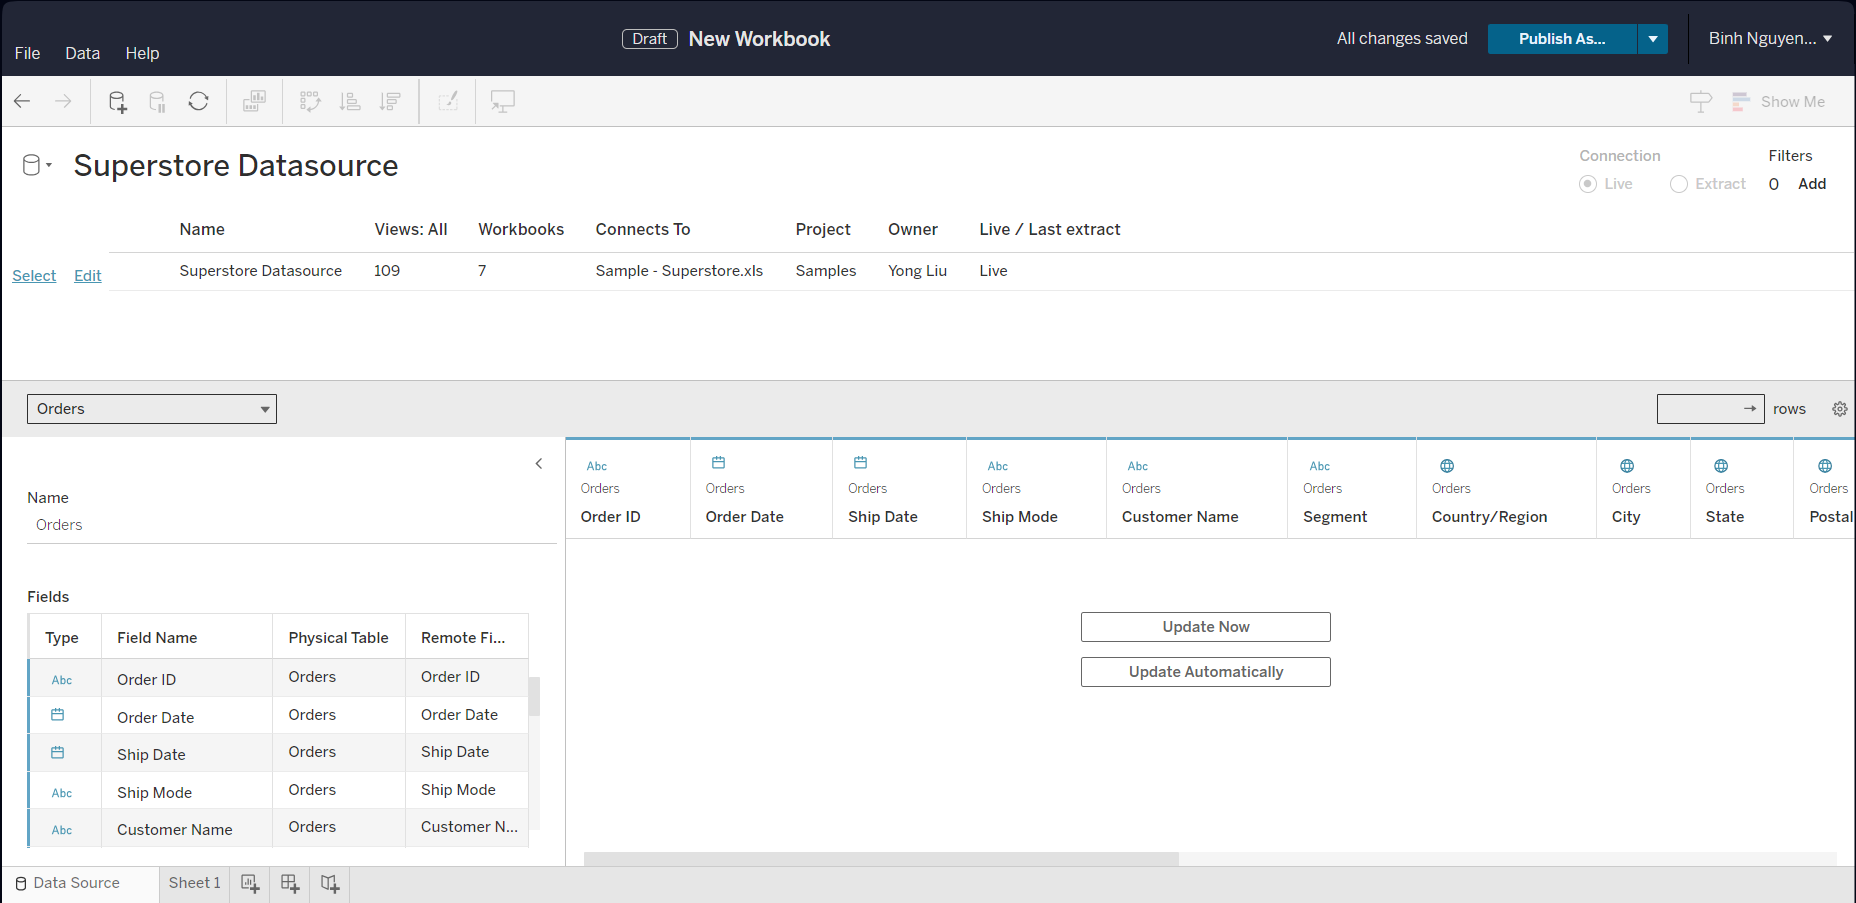 Draft New Workbook
All changes saved
Publish As...
Binh Nguyen...
File Data Help
Show Me
Superstore Datasource
Connection
Live Extract
Filters
0 Add
Name Views: All Workbooks Connects To Project Owner Live / Last extract
Select Edit Superstore Datasource 109 7 Sample - Superstore.xls Samples Yong Liu Live
Orders
rows
Name
Orders
Fields
Type Field Name Physical Table Remote Fi...
Abc Order ID Orders Order ID
Order Date Orders Order Date
Ship Date Orders Ship Date
Abc Ship Mode Orders Ship Mode
Abc Customer Name Orders Customer N...
Abc Abc Abc Abc
Orders Orders Orders Orders Orders Orders Orders Orders Orders Orders
Order ID Order Date Ship Date Ship Mode Customer Name Segment Country/Region City State Postal
Update Now
Update Automatically
Data Source Sheet 1